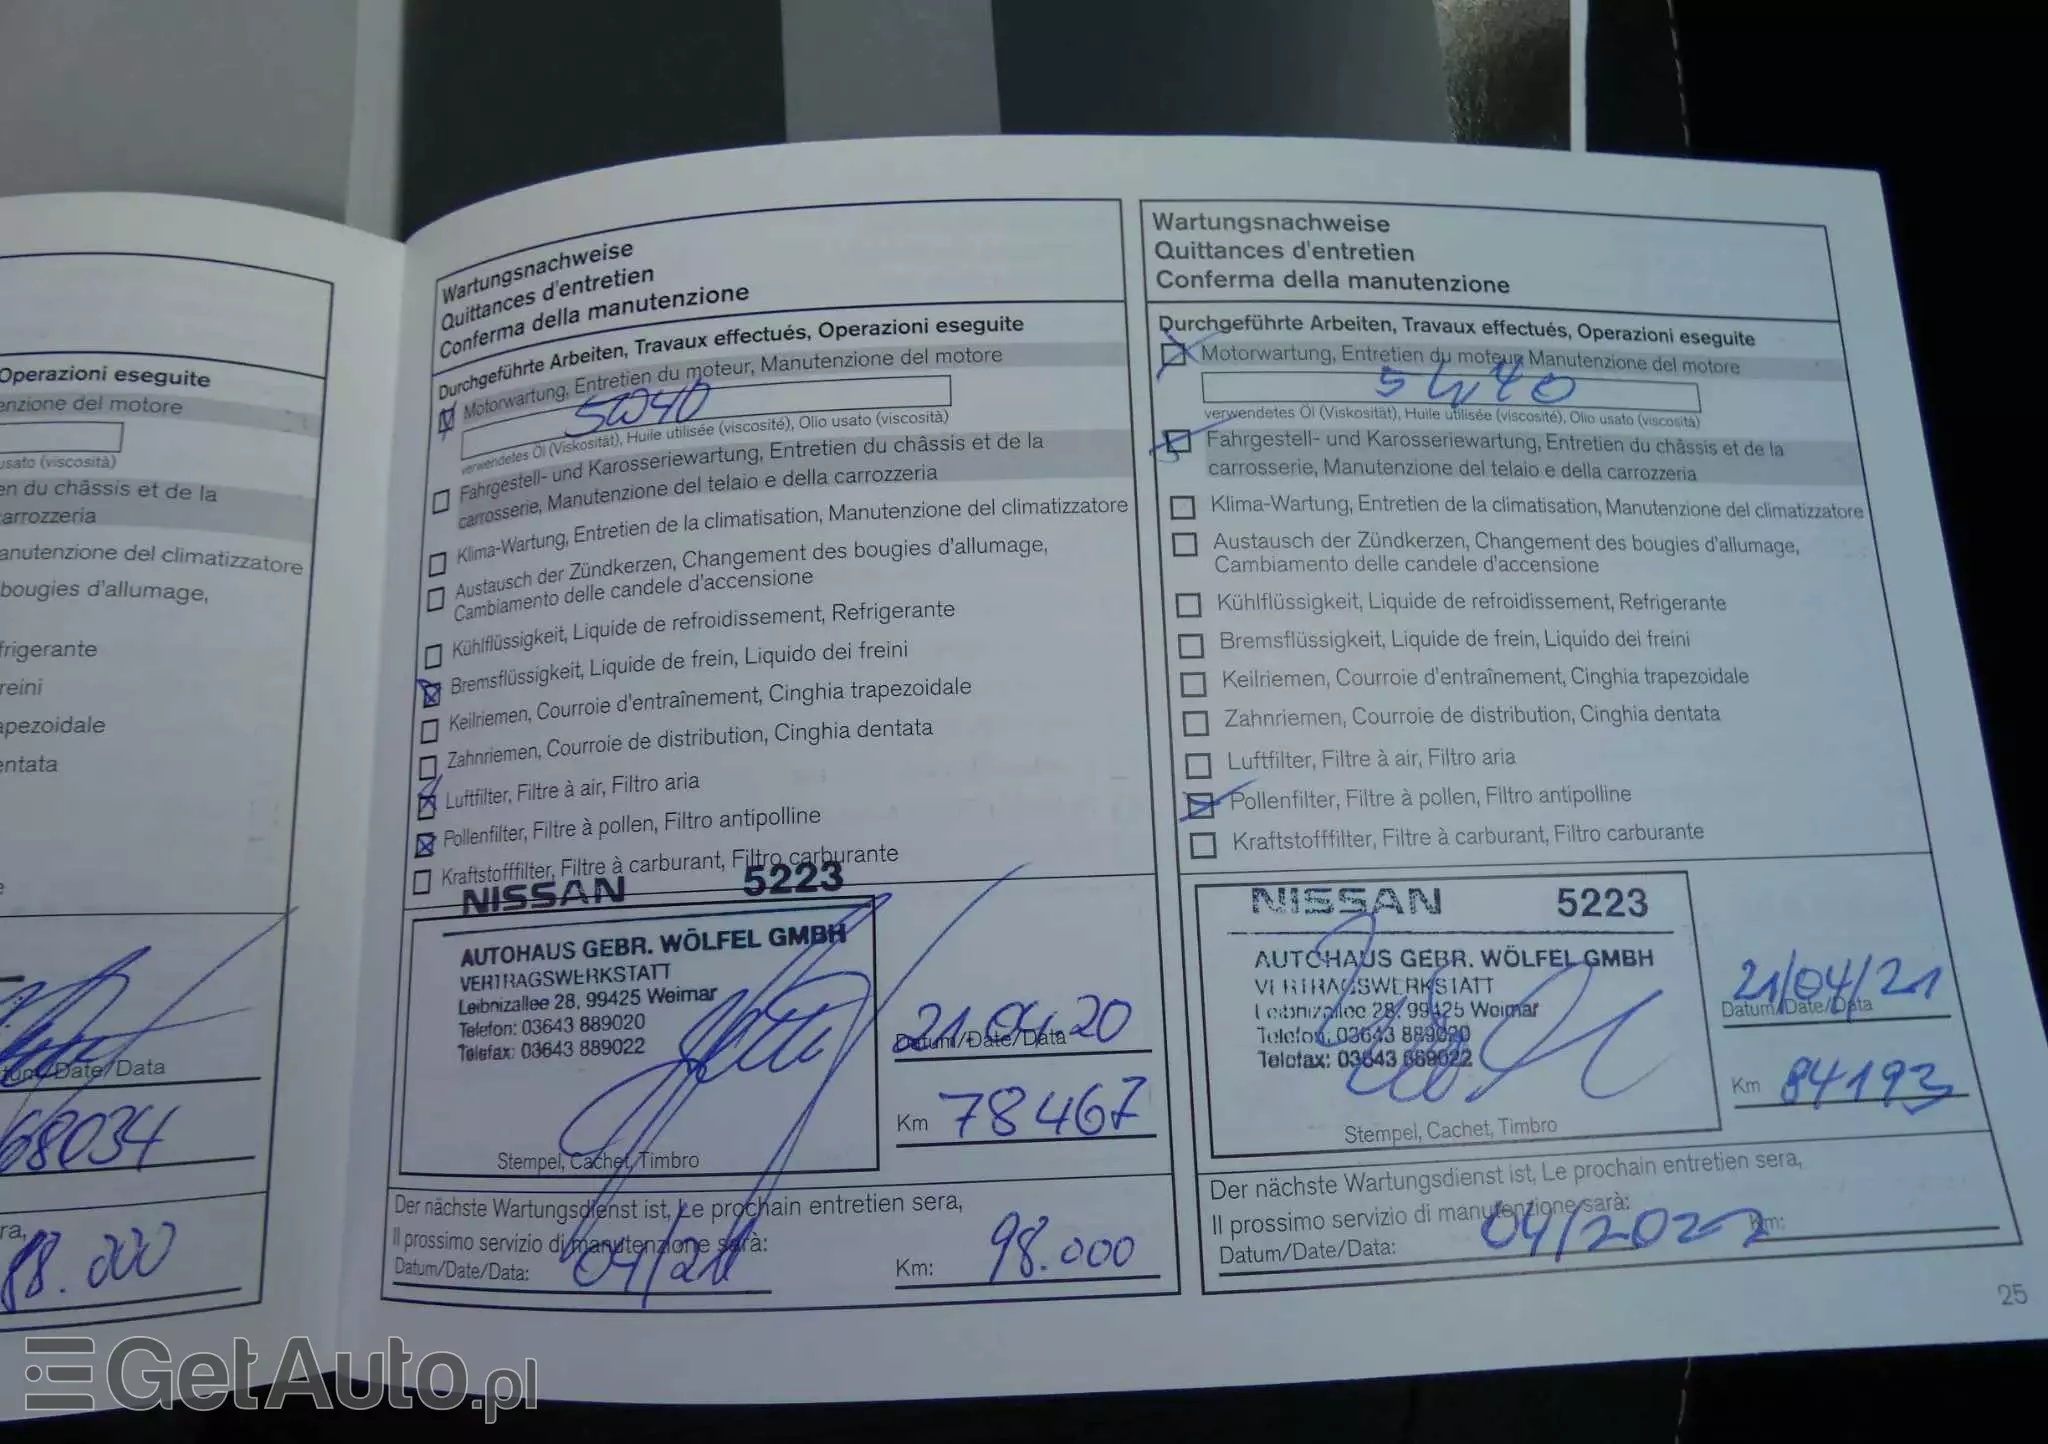 Operazioni eseguite
enzione del motore
usato (viscosità)
en du châssis et de la
carrozzeria
anutenzione del climatizzatore
bougies d'allumage,
frigerante
freini
apezoidale
entata
Datum/Date/Data
68034
88.000
Wartungsnachweise
Quittances d'entretien
Conferma della manutenzione
Durchgeführte Arbeiten, Travaux effectués, Operazioni eseguite
Motorwartung, Entretien du moteur, Manutenzione del motore
5W40
verwendetes Öl (Viskosität), Huile utilisée (viscosité), Olio usato (viscosità)
Fahrgestell- und Karosseriewartung, Entretien du châssis et de la
carrosserie, Manutenzione del telaio e della carrozzeria
Klima-Wartung, Entretien de la climatisation, Manutenzione del climatizzatore
Austausch der Zündkerzen, Changement des bougies d'allumage,
Cambiamento delle candele d'accensione
Kühlflüssigkeit, Liquide de refroidissement, Refrigerante
Bremsflüssigkeit, Liquide de frein, Liquido dei freini
Keilriemen, Courroie d'entraînement, Cinghia trapezoidale
Zahnriemen, Courroie de distribution, Cinghia dentata
Luftfilter, Filtre à air, Filtro aria
Pollenfilter, Filtre à pollen, Filtro antipolline
Kraftstofffilter, Filtre à carburant, Filtro carburante
NISSAN 5223
AUTOHAUS GEBR. WÖLFEL GMBH
VERTRAGSWERKSTATT
Leibnizallee 28, 99425 Weimar
Telefon: 03643 889020
Telefax: 03643 889022
Stempel, Cachet, Timbro
21.04.20
Datum/Date/Data
Km 78467
Der nächste Wartungsdienst ist, Le prochain entretien sera,
Il prossimo servizio di manutenzione sarà:
Datum/Date/Data: 04/21 Km: 98.000
Wartungsnachweise
Quittances d'entretien
Conferma della manutenzione
Durchgeführte Arbeiten, Travaux effectués, Operazioni eseguite
Motorwartung, Entretien du moteur, Manutenzione del motore
5W40
verwendetes Öl (Viskosität), Huile utilisée (viscosité), Olio usato (viscosità)
Fahrgestell- und Karosseriewartung, Entretien du châssis et de la
carrosserie, Manutenzione del telaio e della carrozzeria
Klima-Wartung, Entretien de la climatisation, Manutenzione del climatizzatore
Austausch der Zündkerzen, Changement des bougies d'allumage,
Cambiamento delle candele d'accensione
Kühlflüssigkeit, Liquide de refroidissement, Refrigerante
Bremsflüssigkeit, Liquide de frein, Liquido dei freini
Keilriemen, Courroie d'entraînement, Cinghia trapezoidale
Zahnriemen, Courroie de distribution, Cinghia dentata
Luftfilter, Filtre à air, Filtro aria
Pollenfilter, Filtre à pollen, Filtro antipolline
Kraftstofffilter, Filtre à carburant, Filtro carburante
NISSAN 5223
AUTOHAUS GEBR. WÖLFEL GMBH
VERTRAGSWERKSTATT
Leibnizallee 28, 99425 Weimar
Telefon: 03643 889020
Telefax: 03643 889022
Stempel, Cachet, Timbro
21/04/21
Datum/Date/Data
Km 84193
Der nächste Wartungsdienst ist, Le prochain entretien sera,
Il prossimo servizio di manutenzione sarà:
Datum/Date/Data: 04/2022 Km:
25
GetAuto.pl